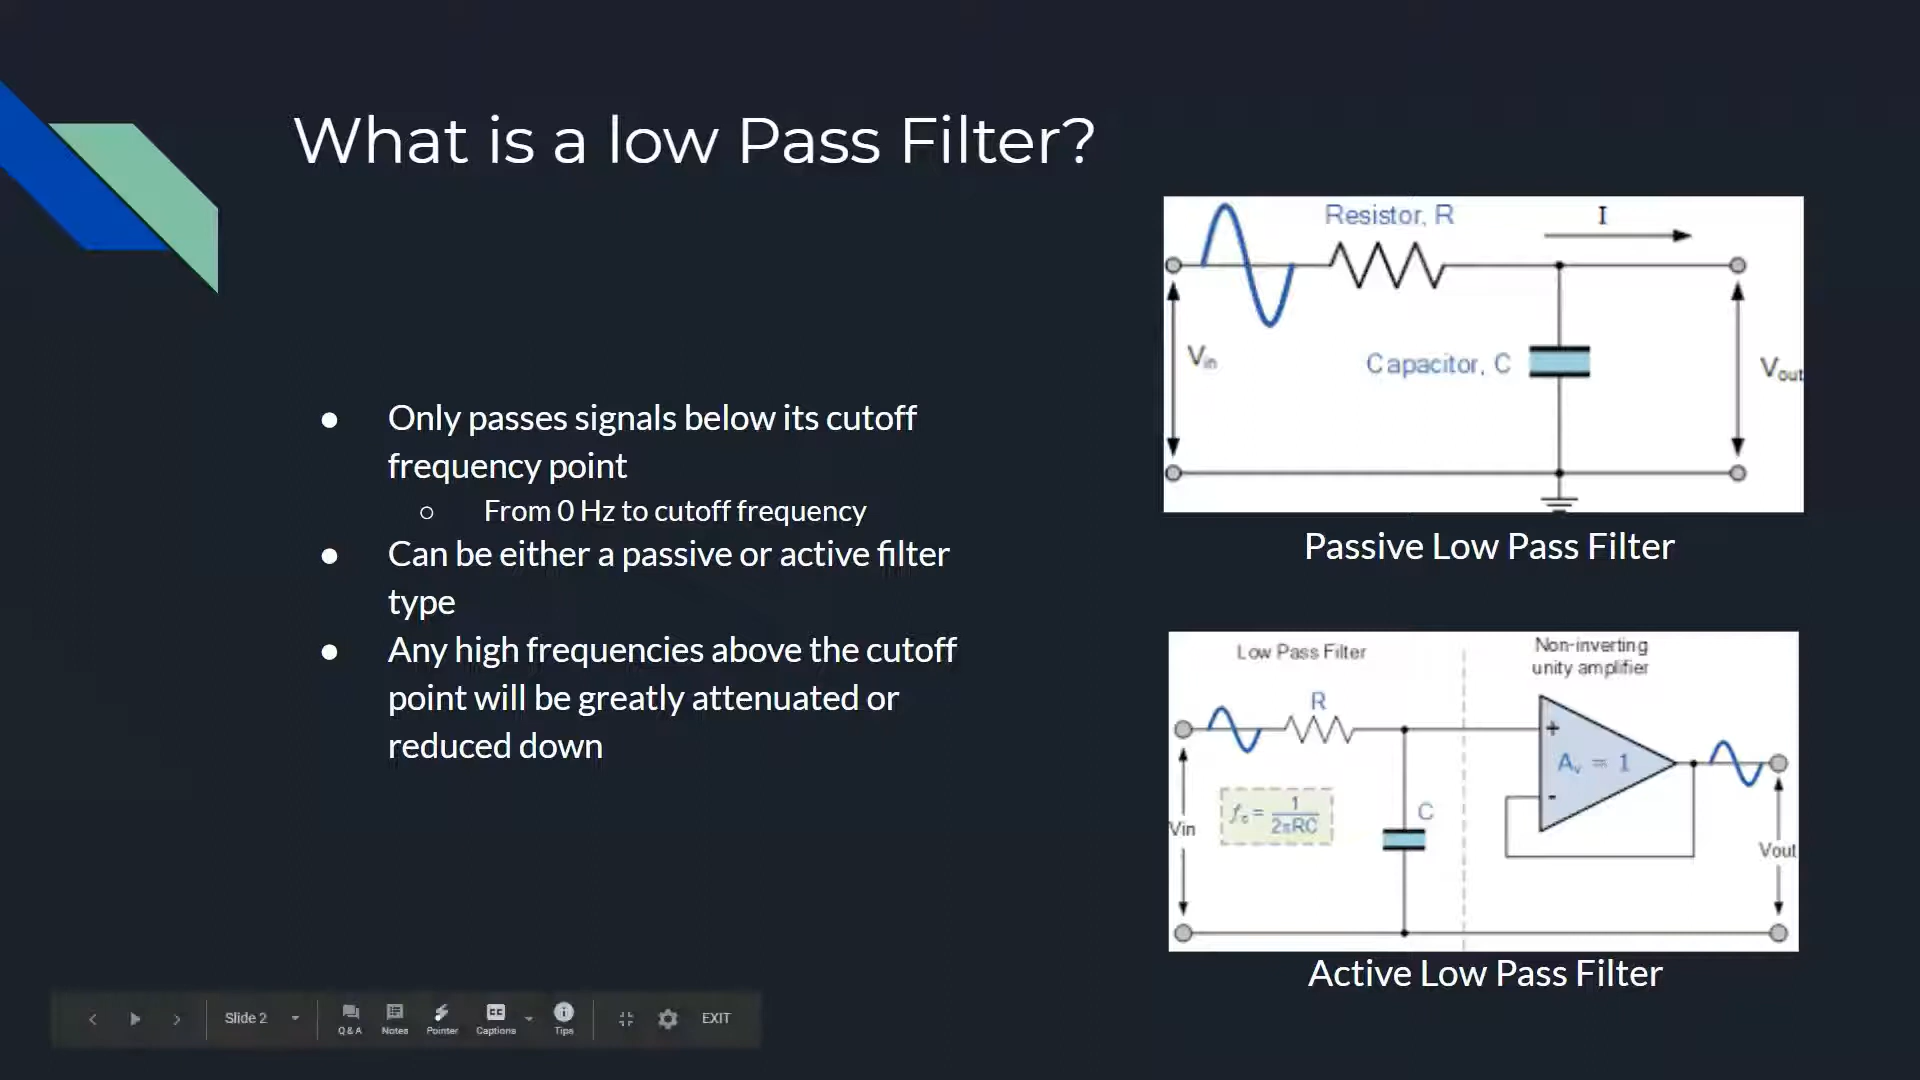 What is a low Pass Filter?
● Only passes signals below its cutoff
frequency point
○ From 0 Hz to cutoff frequency
● Can be either a passive or active filter
type
● Any high frequencies above the cutoff
point will be greatly attenuated or
reduced down
Resistor, R
I
Vin
Capacitor, C
Vout
Passive Low Pass Filter
Low Pass Filter
Non-inverting
unity amplifier
R
+
Av = 1
-
fc = 1/2πRC
C
Vin
Vout
Active Low Pass Filter
Slide 2
Q & A
Notes
Pointer
CC
Captions
Tips
EXIT